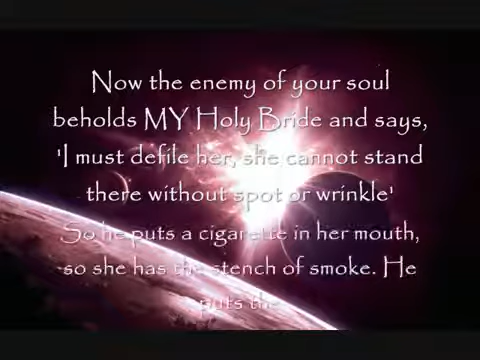 Now the enemy of your soul
beholds MY Holy Bride and says,
'I must defile her, she cannot stand
there without spot or wrinkle'
So he puts a cigarette in her mouth,
so she has the stench of smoke. He
puts the